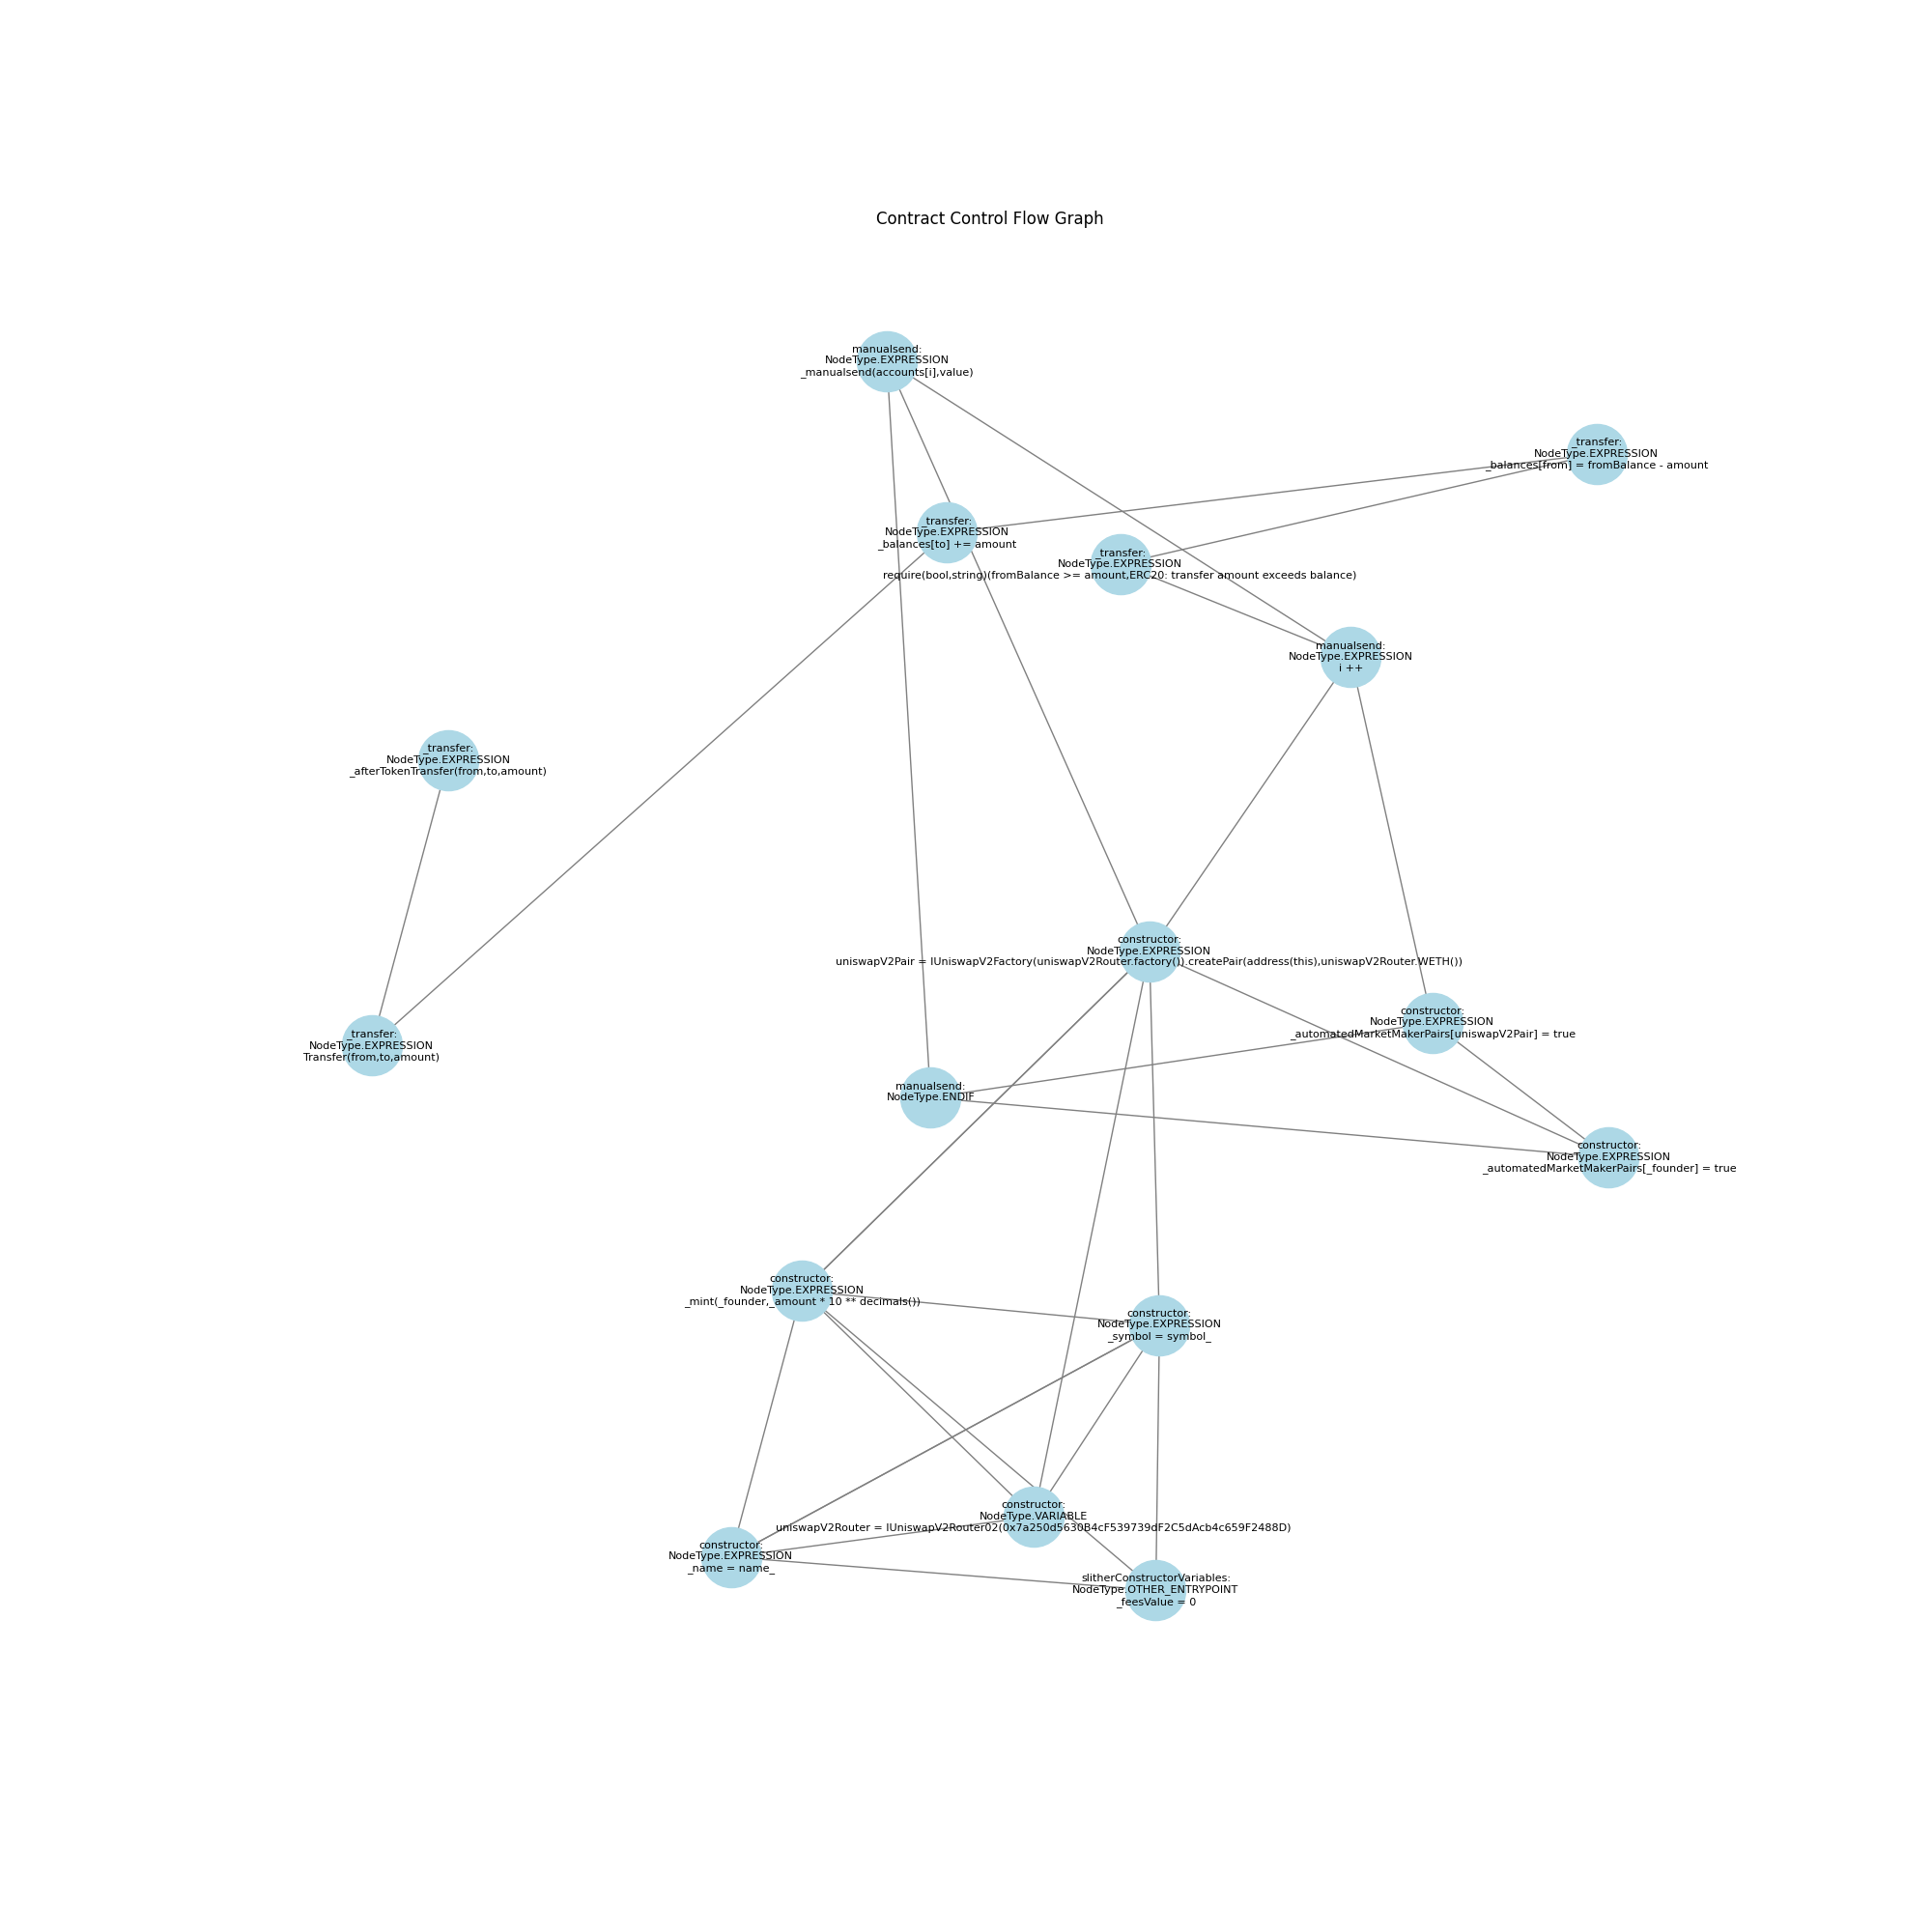 Contract Control Flow Graph
manualsend:
NodeType.EXPRESSION
_manualsend(accounts[i],value)
_transfer:
NodeType.EXPRESSION
_balances[from] = fromBalance - amount
_transfer:
NodeType.EXPRESSION
_balances[to] += amount
_transfer:
NodeType.EXPRESSION
require(bool,string)(fromBalance >= amount,ERC20: transfer amount exceeds balance)
manualsend:
NodeType.EXPRESSION
i ++
_transfer:
NodeType.EXPRESSION
_afterTokenTransfer(from,to,amount)
constructor:
NodeType.EXPRESSION
uniswapV2Pair = IUniswapV2Factory(uniswapV2Router.factory()).createPair(address(this),uniswapV2Router.WETH())
constructor:
NodeType.EXPRESSION
_automatedMarketMakerPairs[uniswapV2Pair] = true
_transfer:
NodeType.EXPRESSION
Transfer(from,to,amount)
manualsend:
NodeType.ENDIF
constructor:
NodeType.EXPRESSION
_automatedMarketMakerPairs[_founder] = true
constructor:
NodeType.EXPRESSION
_mint(_founder,_amount * 10 ** decimals())
constructor:
NodeType.EXPRESSION
_symbol = symbol_
constructor:
NodeType.VARIABLE
uniswapV2Router = IUniswapV2Router02(0x7a250d5630B4cF539739dF2C5dAcb4c659F2488D)
constructor:
NodeType.EXPRESSION
_name = name_
slitherConstructorVariables:
NodeType.OTHER_ENTRYPOINT
_feesValue = 0